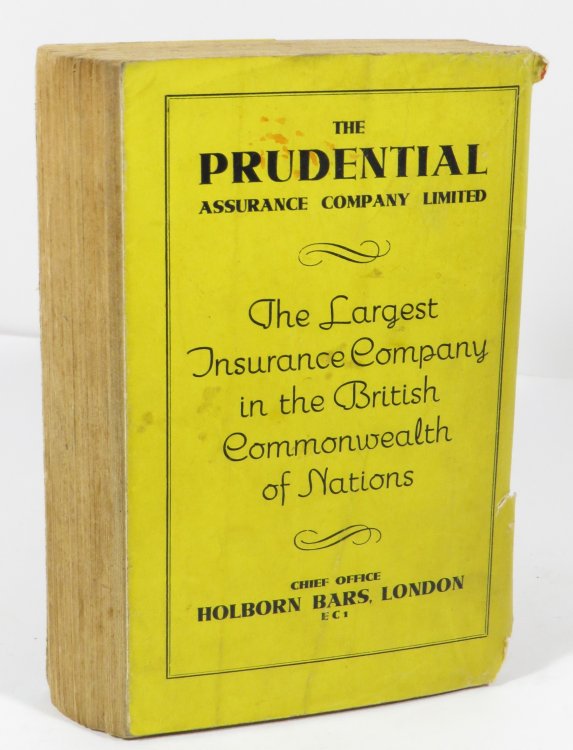 THE
PRUDENTIAL
ASSURANCE COMPANY LIMITED
The Largest
Insurance Company
in the British
Commonwealth
of Nations
CHIEF OFFICE
HOLBORN BARS, LONDON
EC1